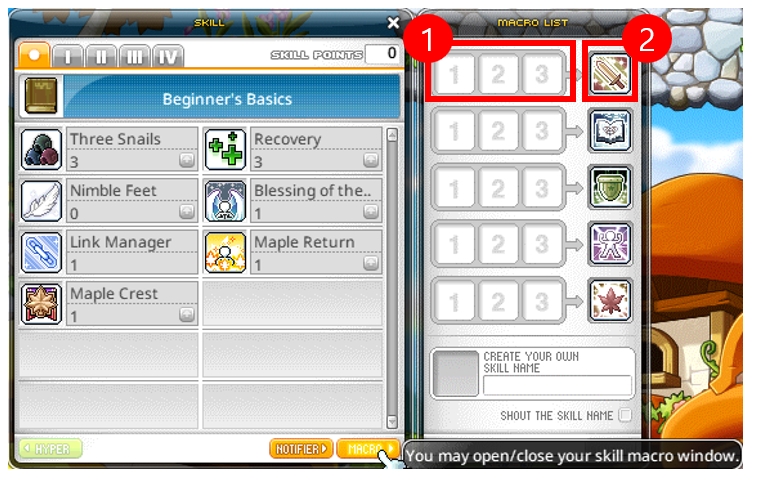 SKILL
I II III IV
SKILL POINTS 0
Beginner's Basics
Three Snails
3
Recovery
3
Nimble Feet
0
Blessing of the..
1
Link Manager
1
Maple Return
1
Maple Crest
1
HYPER
NOTIFIER
MACRO
MACRO LIST
1
2
1 2 3
1 2 3
1 2 3
1 2 3
1 2 3
CREATE YOUR OWN
SKILL NAME
SHOUT THE SKILL NAME
You may open/close your skill macro window.